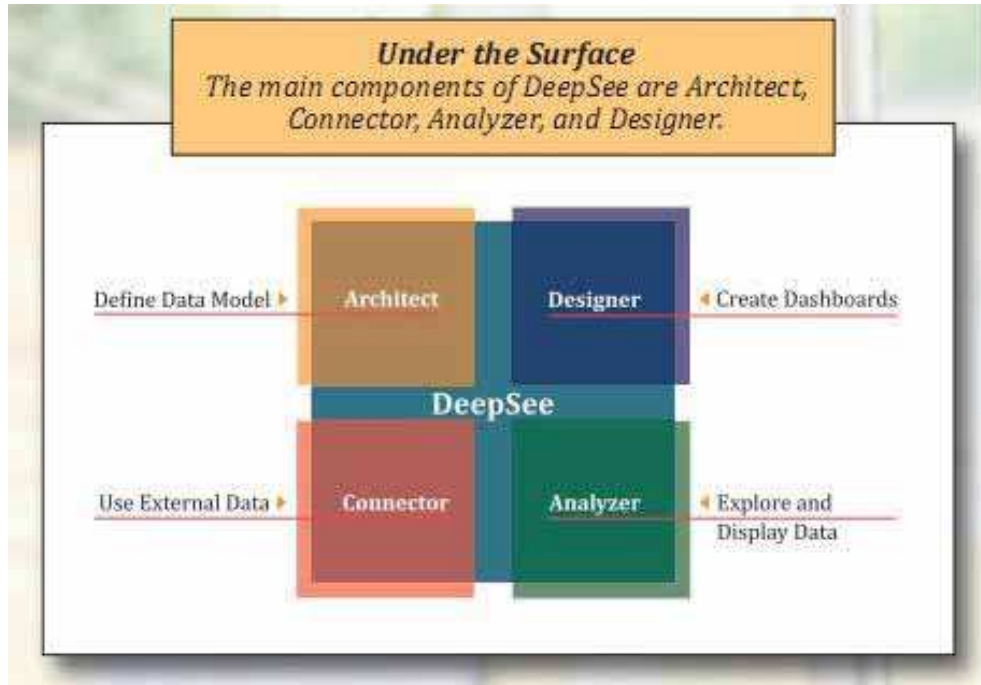 Under the Surface
The main components of DeepSee are Architect,
Connector, Analyzer, and Designer.
Define Data Model
Architect
Designer
Create Dashboards
DeepSee
Use External Data
Connector
Analyzer
Explore and
Display Data